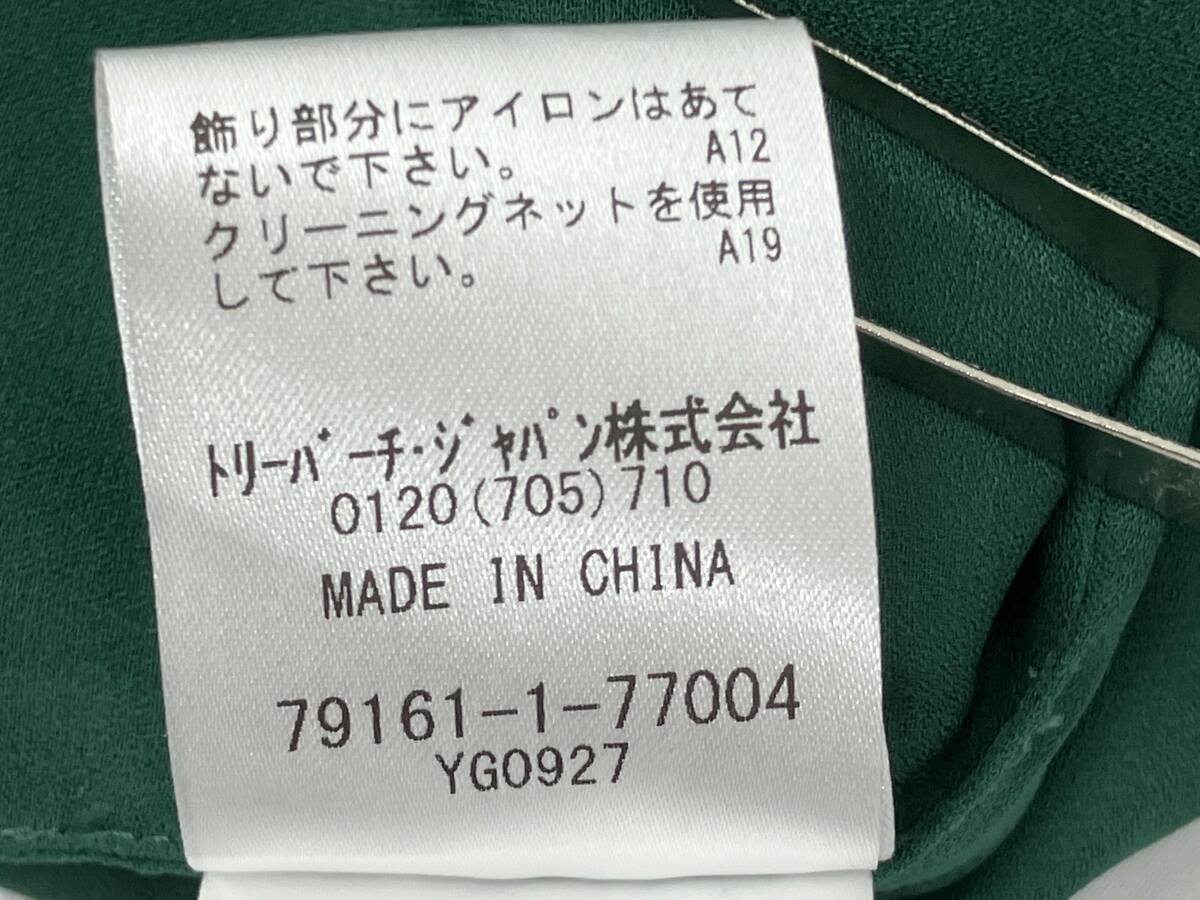 飾り部分にアイロンはあて
ないで下さい。 A12
クリーニングネットを使用
して下さい。 A19
ﾄﾘｰﾊﾞｰﾁ･ｼﾞｬﾊﾟﾝ株式会社
0120(705)710
MADE IN CHINA
79161-1-77004
YG0927